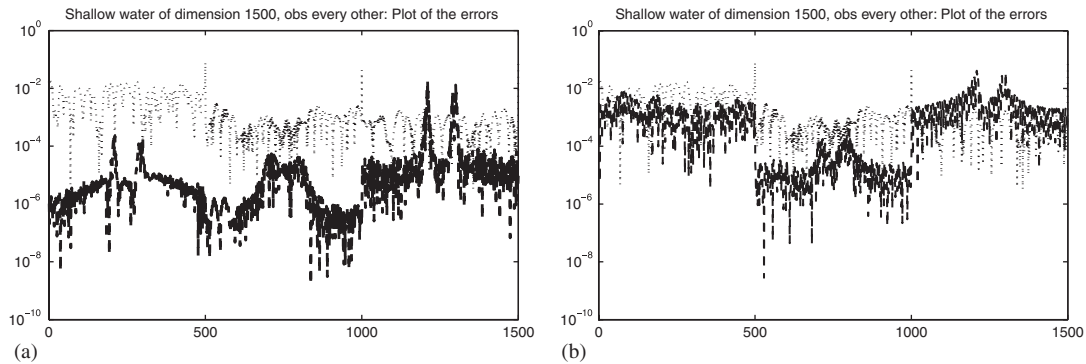 Shallow water of dimension 1500, obs every other: Plot of the errors
10^0
10^-2
10^-4
10^-6
10^-8
10^-10
0 500 1000 1500
(a)
Shallow water of dimension 1500, obs every other: Plot of the errors
10^0
10^-2
10^-4
10^-6
10^-8
10^-10
0 500 1000 1500
(b)